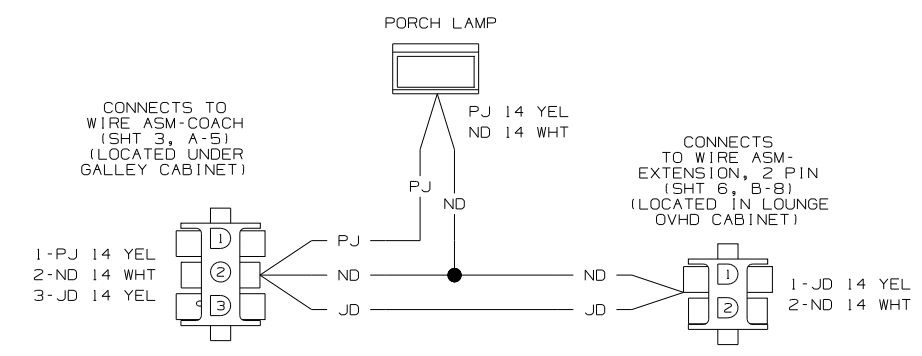 PORCH LAMP
PJ 14 YEL
ND 14 WHT
CONNECTS TO
WIRE ASM-COACH
(SHT 3, A-5)
(LOCATED UNDER
GALLEY CABINET)
CONNECTS
TO WIRE ASM-
EXTENSION, 2 PIN
(SHT 6, B-8)
(LOCATED IN LOUNGE
OVHD CABINET)
PJ
ND
1-PJ 14 YEL
2-ND 14 WHT
3-JD 14 YEL
1
2
3
PJ
ND
JD
ND
JD
1
2
1-JD 14 YEL
2-ND 14 WHT